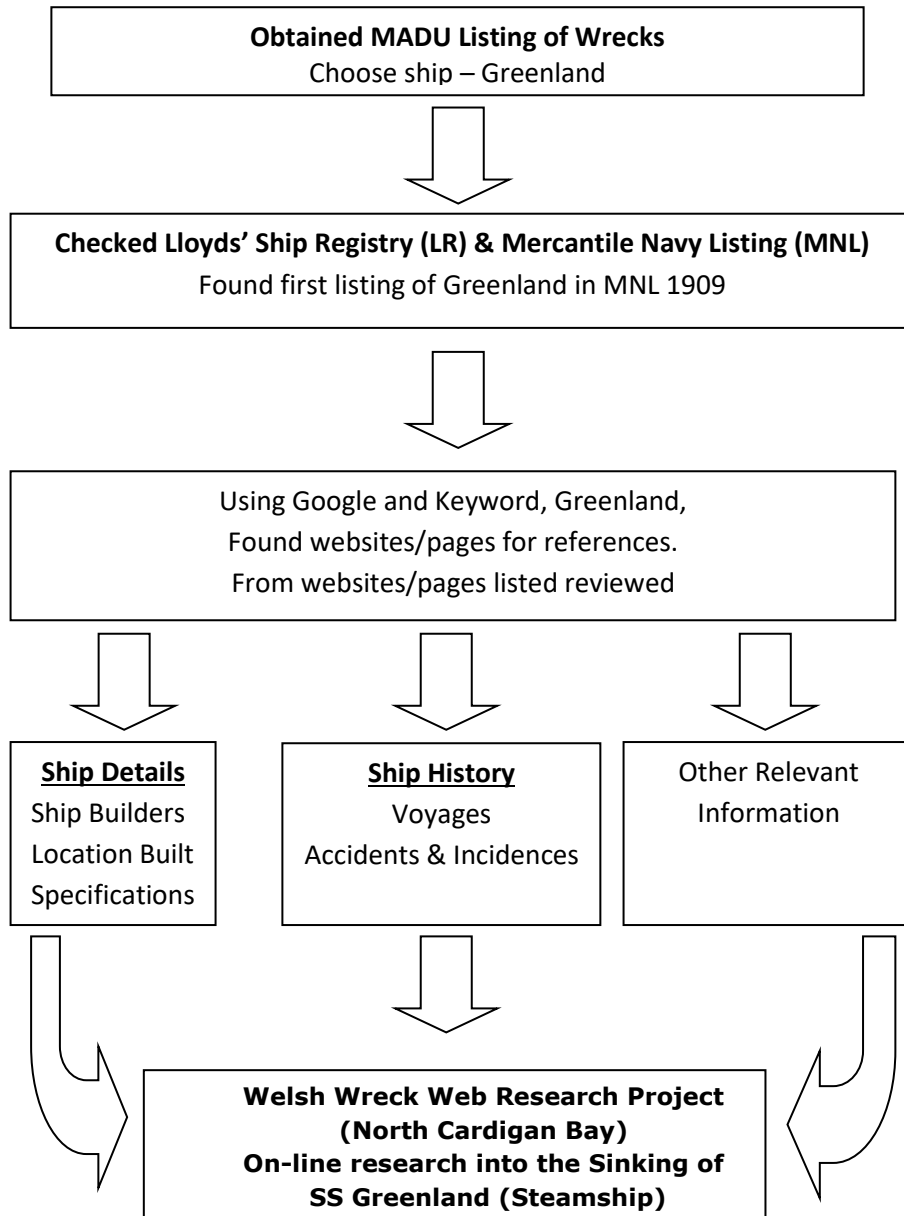 Obtained MADU Listing of Wrecks
Choose ship – Greenland
Checked Lloyds’ Ship Registry (LR) & Mercantile Navy Listing (MNL)
Found first listing of Greenland in MNL 1909
Using Google and Keyword, Greenland,
Found websites/pages for references.
From websites/pages listed reviewed
Ship Details
Ship Builders
Location Built
Specifications
Ship History
Voyages
Accidents & Incidences
Other Relevant
Information
Welsh Wreck Web Research Project
(North Cardigan Bay)
On-line research into the Sinking of
SS Greenland (Steamship)